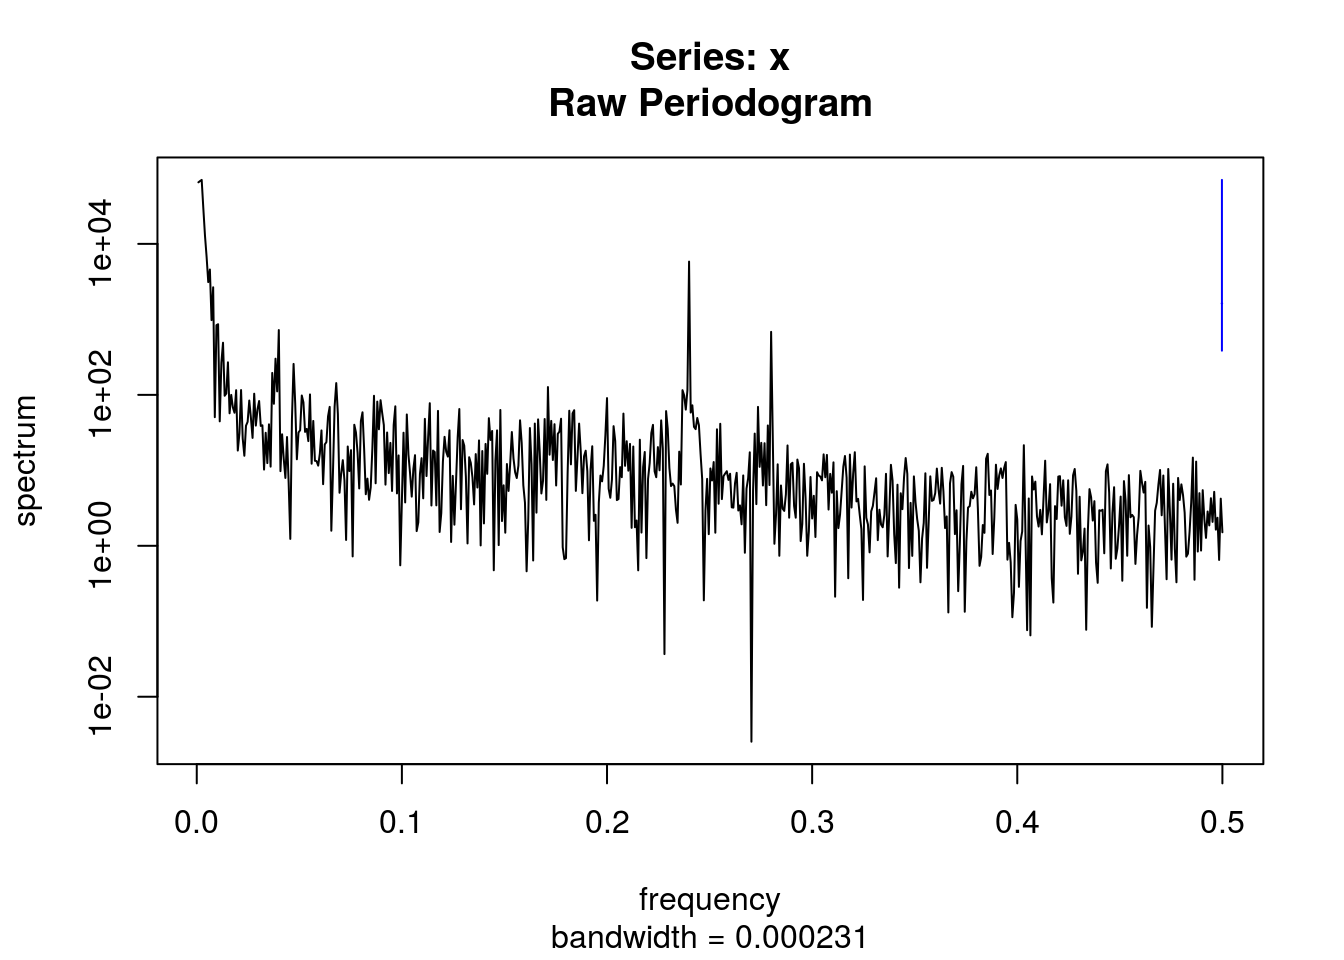 Series: x
Raw Periodogram
spectrum
1e+04
1e+02
1e+00
1e-02
0.0 0.1 0.2 0.3 0.4 0.5
frequency
bandwidth = 0.000231